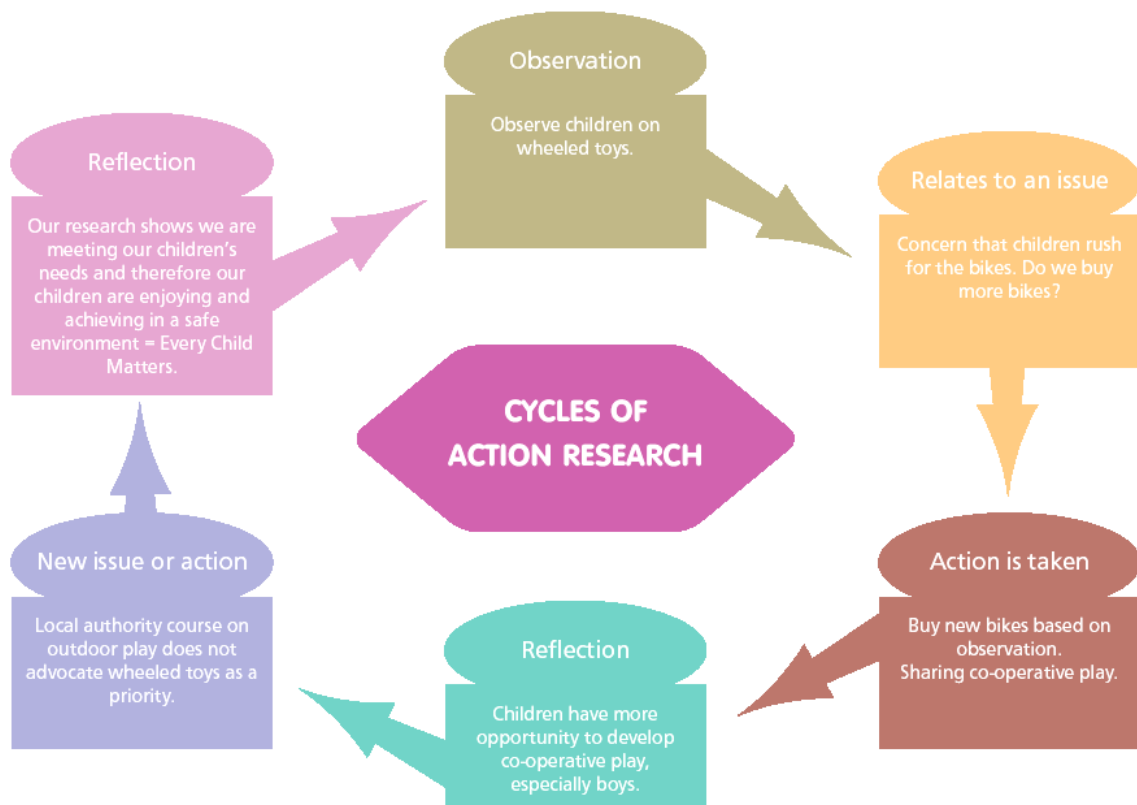 Observation
Observe children on
wheeled toys.
Relates to an issue
Concern that children rush
for the bikes. Do we buy
more bikes?
Action is taken
Buy new bikes based on
observation.
Sharing co-operative play.
Reflection
Children have more
opportunity to develop
co-operative play,
especially boys.
New issue or action
Local authority course on
outdoor play does not
advocate wheeled toys as a
priority.
Reflection
Our research shows we are
meeting our children’s
needs and therefore our
children are enjoying and
achieving in a safe
environment = Every Child
Matters.
CYCLES OF
ACTION RESEARCH